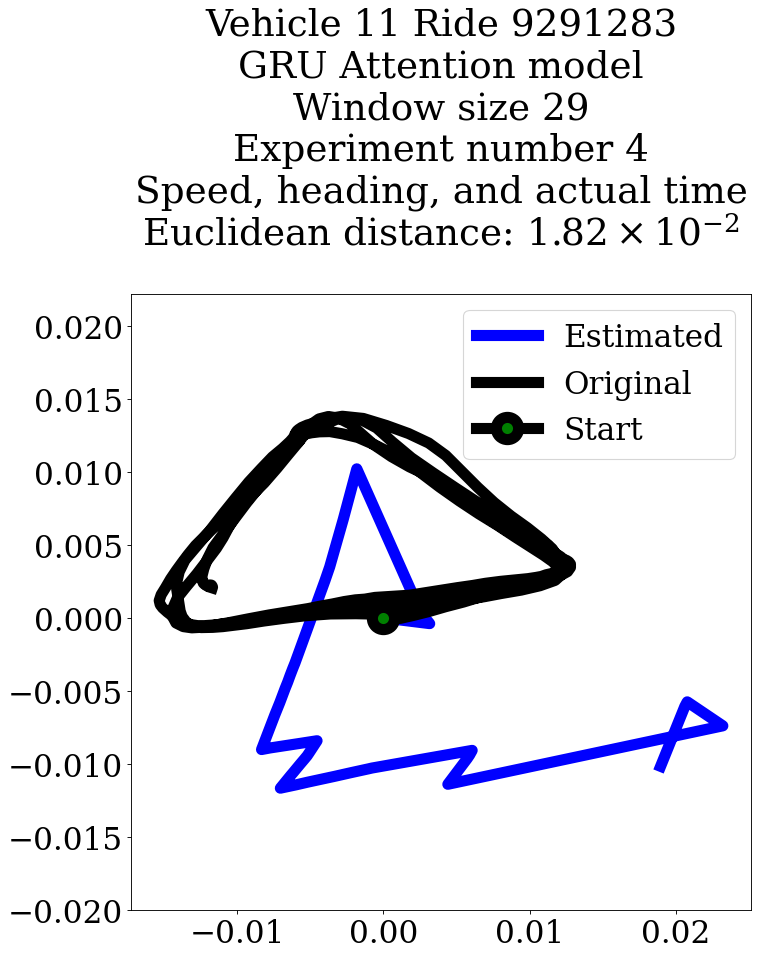 Vehicle 11 Ride 9291283
GRU Attention model
Window size 29
Experiment number 4
Speed, heading, and actual time
Euclidean distance: 1.82 × 10⁻²
Estimated
Original
Start
0.020
0.015
0.010
0.005
0.000
−0.005
−0.010
−0.015
−0.020
−0.01 0.00 0.01 0.02